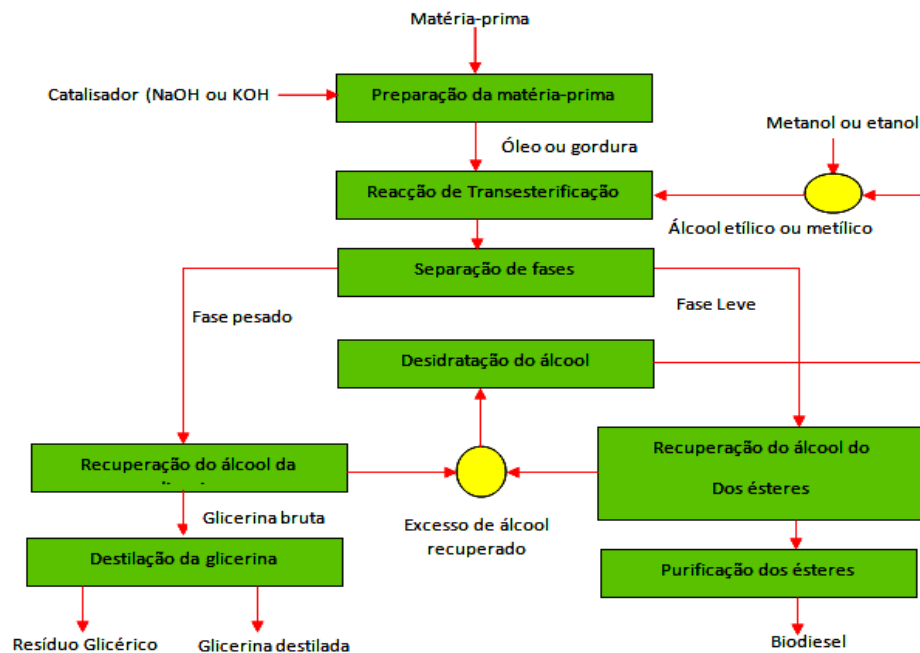 Matéria-prima
Catalisador (NaOH ou KOH
Preparação da matéria-prima
Metanol ou etanol
Óleo ou gordura
Reacção de Transesterificação
Álcool etílico ou metílico
Separação de fases
Fase pesado
Fase Leve
Desidratação do álcool
Recuperação do álcool da
Recuperação do álcool do
Dos ésteres
Glicerina bruta
Excesso de álcool
recuperado
Destilação da glicerina
Purificação dos ésteres
Resíduo Glicérico
Glicerina destilada
Biodiesel